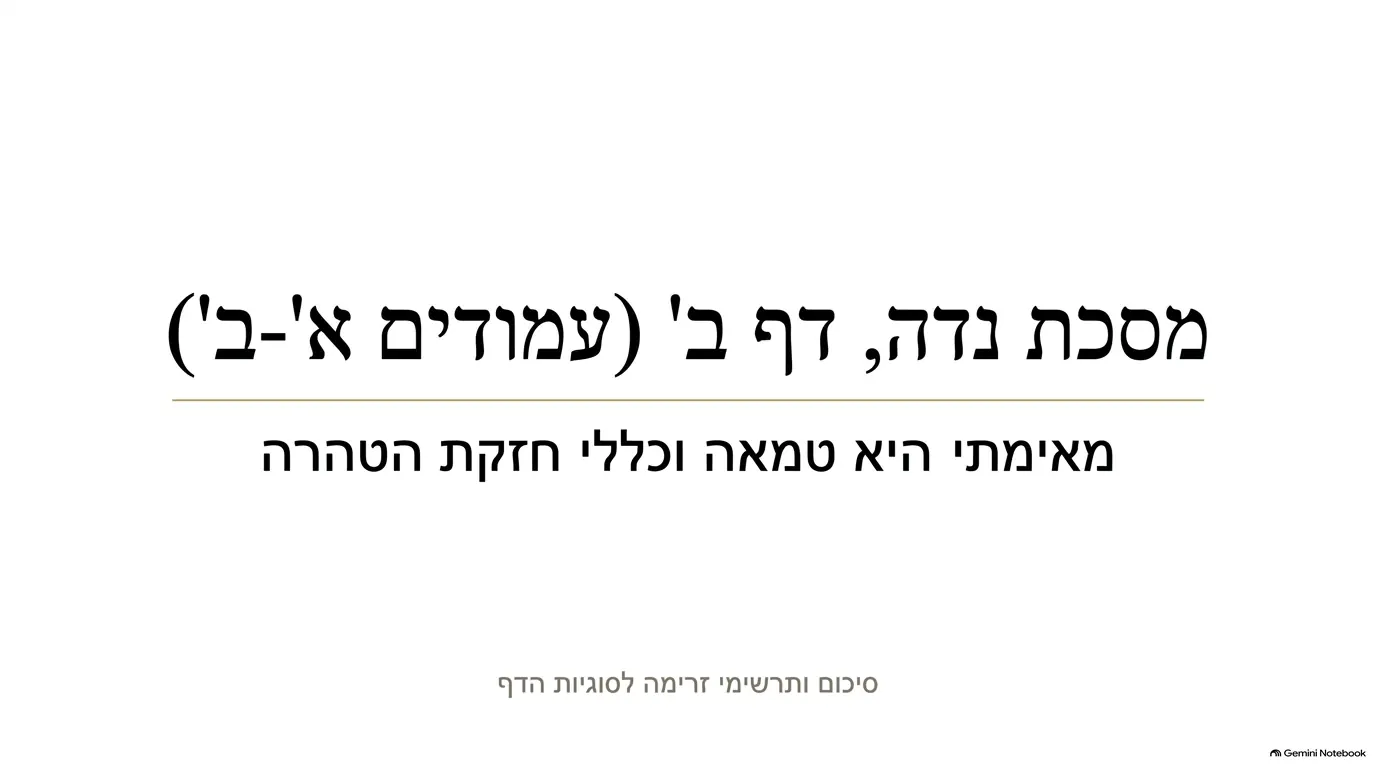 מסכת נדה, דף ב' (עמודים א'-ב')
מאימתי היא טמאה וכללי חזקת הטהרה
סיכום ותרשימי זרימה לסוגיות הדף
Gemini Notebook